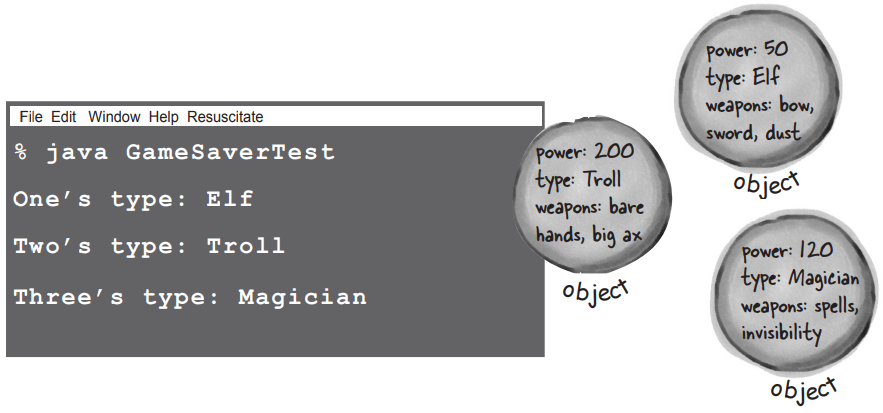 File Edit Window Help Resuscitate
% java GameSaverTest
One’s type: Elf
Two’s type: Troll
Three’s type: Magician
power: 200
type: Troll
weapons: bare
hands, big ax
object
power: 50
type: Elf
weapons: bow,
sword, dust
object
power: 120
type: Magician
weapons: spells,
invisibility
object